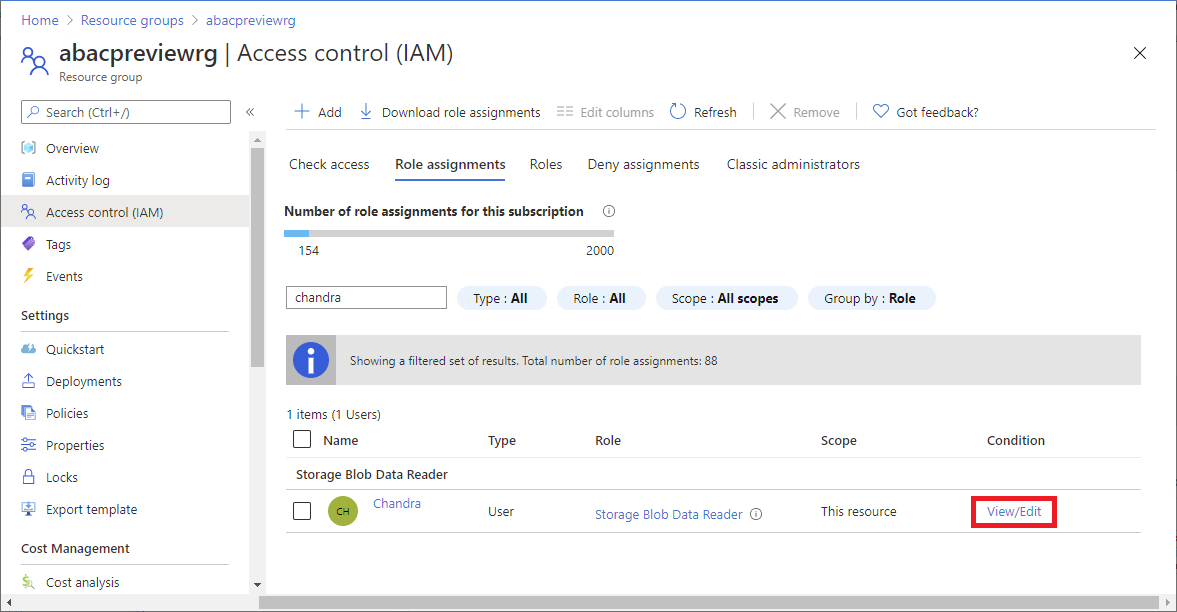 Home > Resource groups > abacpreviewrg
abacpreviewrg | Access control (IAM)
Resource group
Search (Ctrl+/)
«
Add
Download role assignments
Edit columns
Refresh
Remove
Got feedback?
Overview
Activity log
Access control (IAM)
Tags
Events
Settings
Quickstart
Deployments
Policies
Properties
Locks
Export template
Cost Management
Cost analysis
Check access
Role assignments
Roles
Deny assignments
Classic administrators
Number of role assignments for this subscription
154
2000
chandra
Type : All
Role : All
Scope : All scopes
Group by : Role
Showing a filtered set of results. Total number of role assignments: 88
1 items (1 Users)
Name
Type
Role
Scope
Condition
Storage Blob Data Reader
CH
Chandra
User
Storage Blob Data Reader
This resource
View/Edit